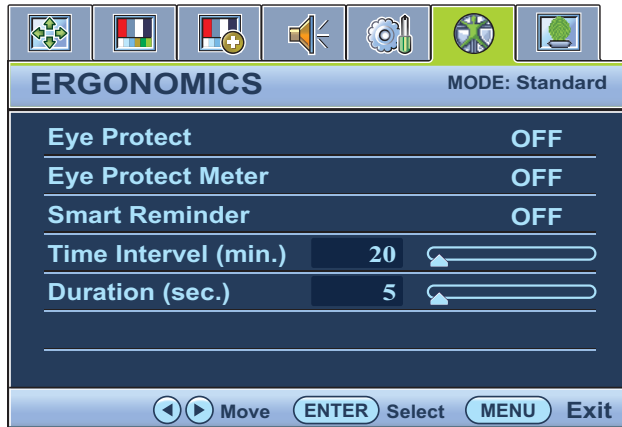 ERGONOMICS MODE: Standard
Eye Protect OFF
Eye Protect Meter OFF
Smart Reminder OFF
Time Intervel (min.) 20
Duration (sec.) 5
Move ENTER Select MENU Exit